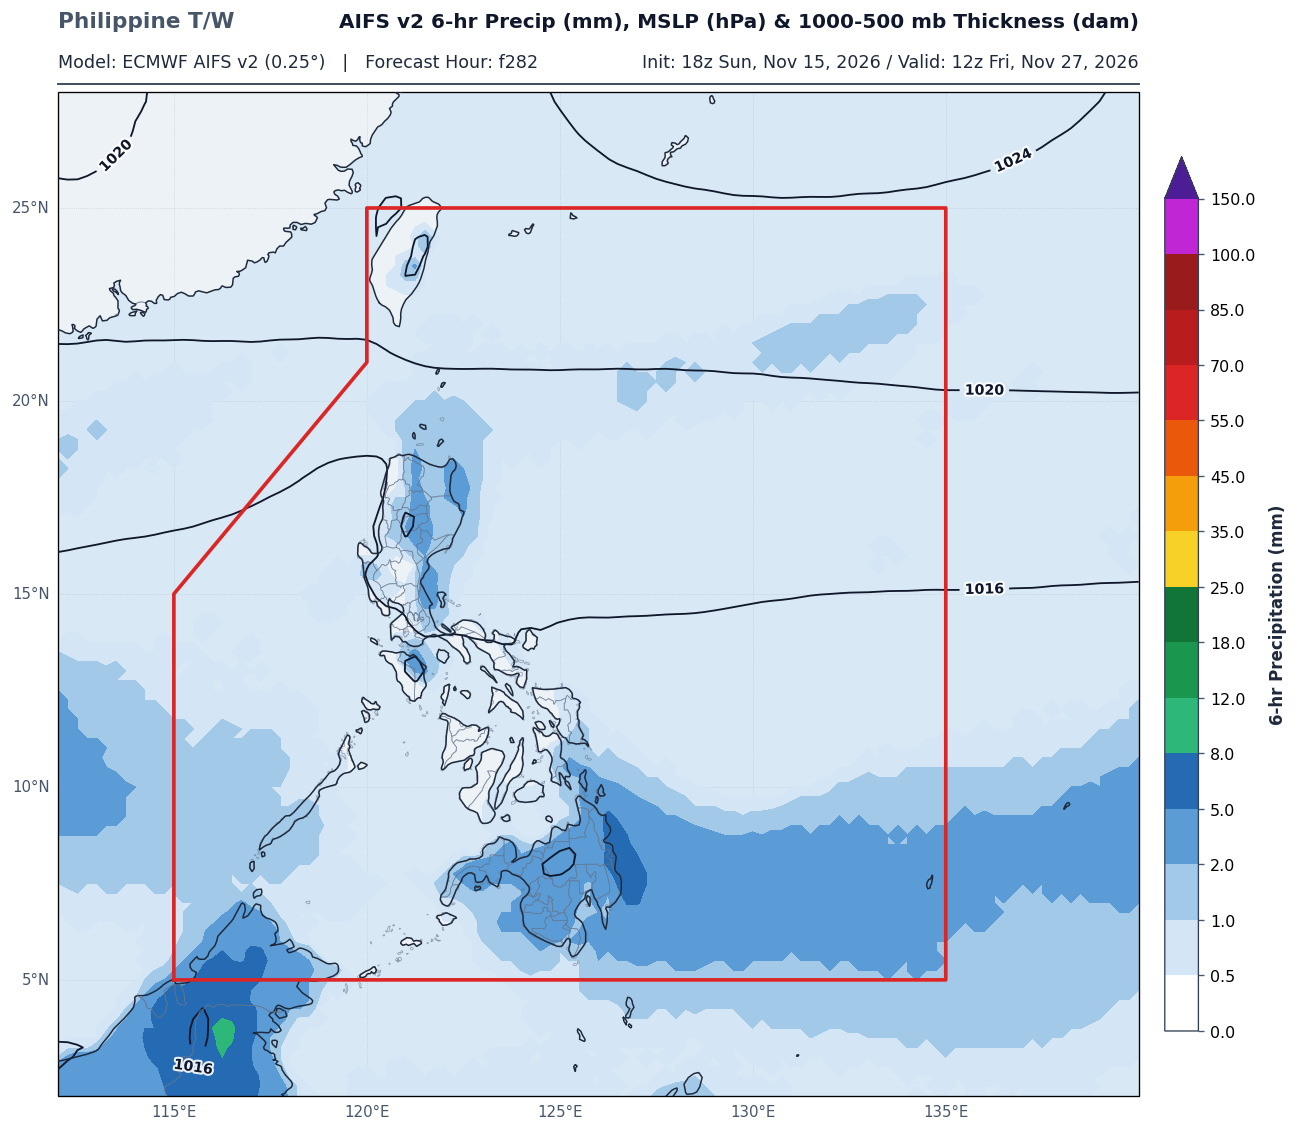 Philippine T/W
AIFS v2 6-hr Precip (mm), MSLP (hPa) & 1000-500 mb Thickness (dam)
Model: ECMWF AIFS v2 (0.25°)   |   Forecast Hour: f282
Init: 18z Sun, Nov 15, 2026 / Valid: 12z Fri, Nov 27, 2026
1020
1024
1020
1016
1016
25°N
20°N
15°N
10°N
5°N
115°E
120°E
125°E
130°E
135°E
150.0
100.0
85.0
70.0
55.0
45.0
35.0
25.0
18.0
12.0
8.0
5.0
2.0
1.0
0.5
0.0
6-hr Precipitation (mm)